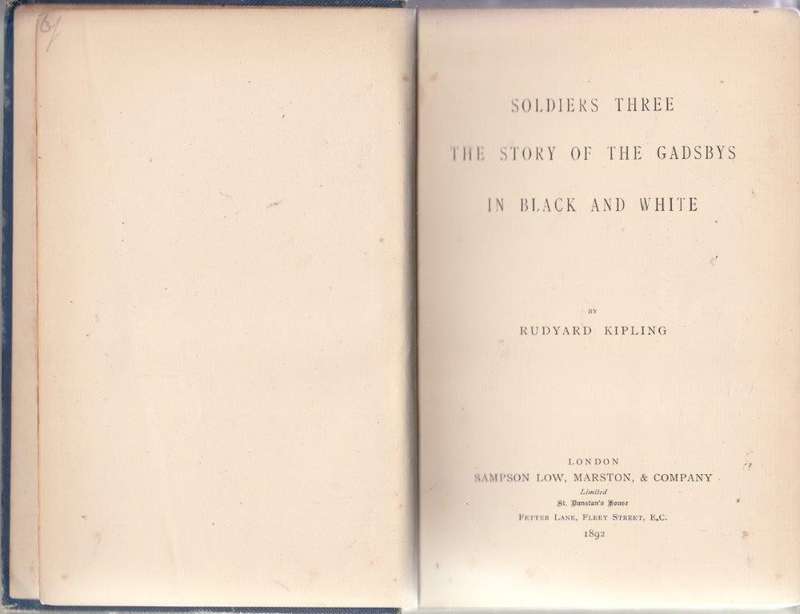 6/
SOLDIERS THREE
THE STORY OF THE GADSBYS
IN BLACK AND WHITE
BY
RUDYARD KIPLING
LONDON
SAMPSON LOW, MARSTON, & COMPANY
Limited
St. Dunstan's House
FETTER LANE, FLEET STREET, E.C.
1892